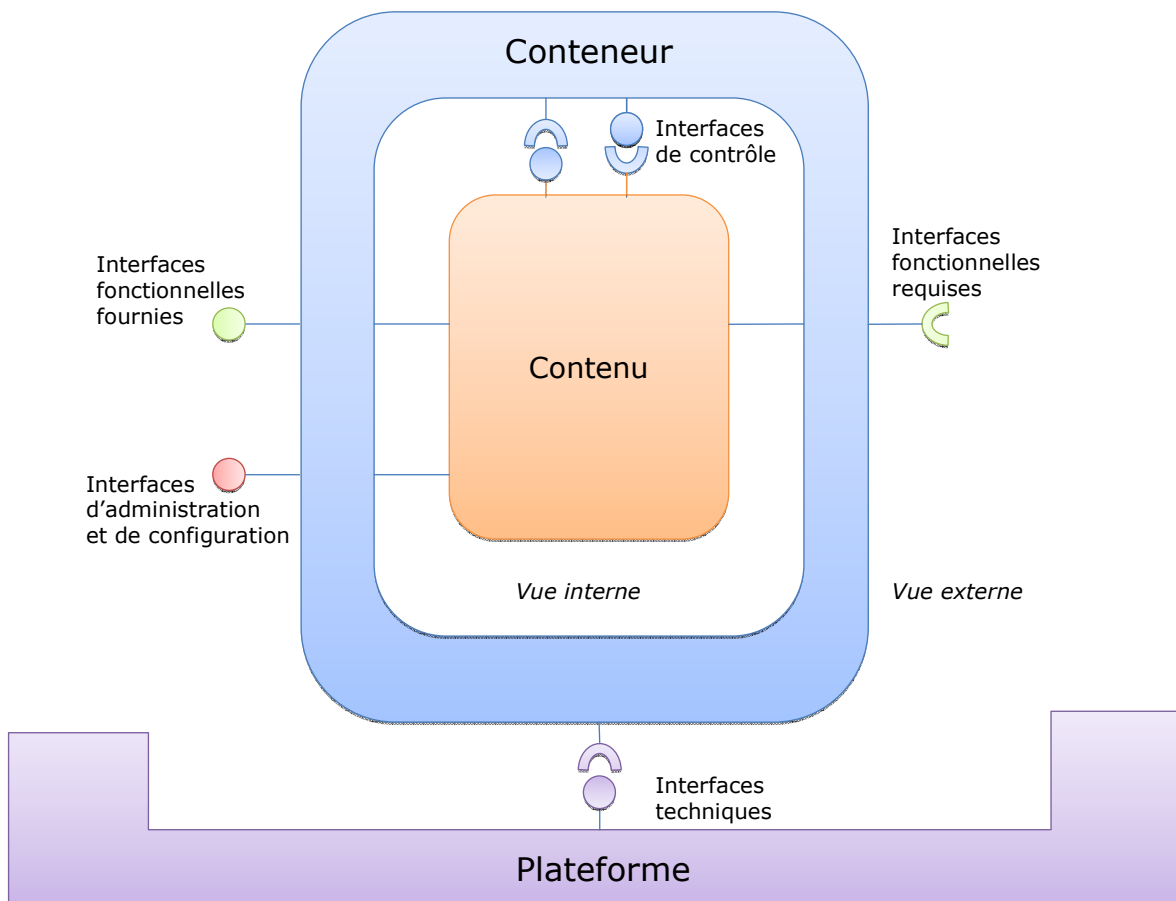 Conteneur
Interfaces
de contrôle
Interfaces
fonctionnelles
fournies
Interfaces
fonctionnelles
requises
Contenu
Interfaces
d’administration
et de configuration
Vue interne
Vue externe
Interfaces
techniques
Plateforme